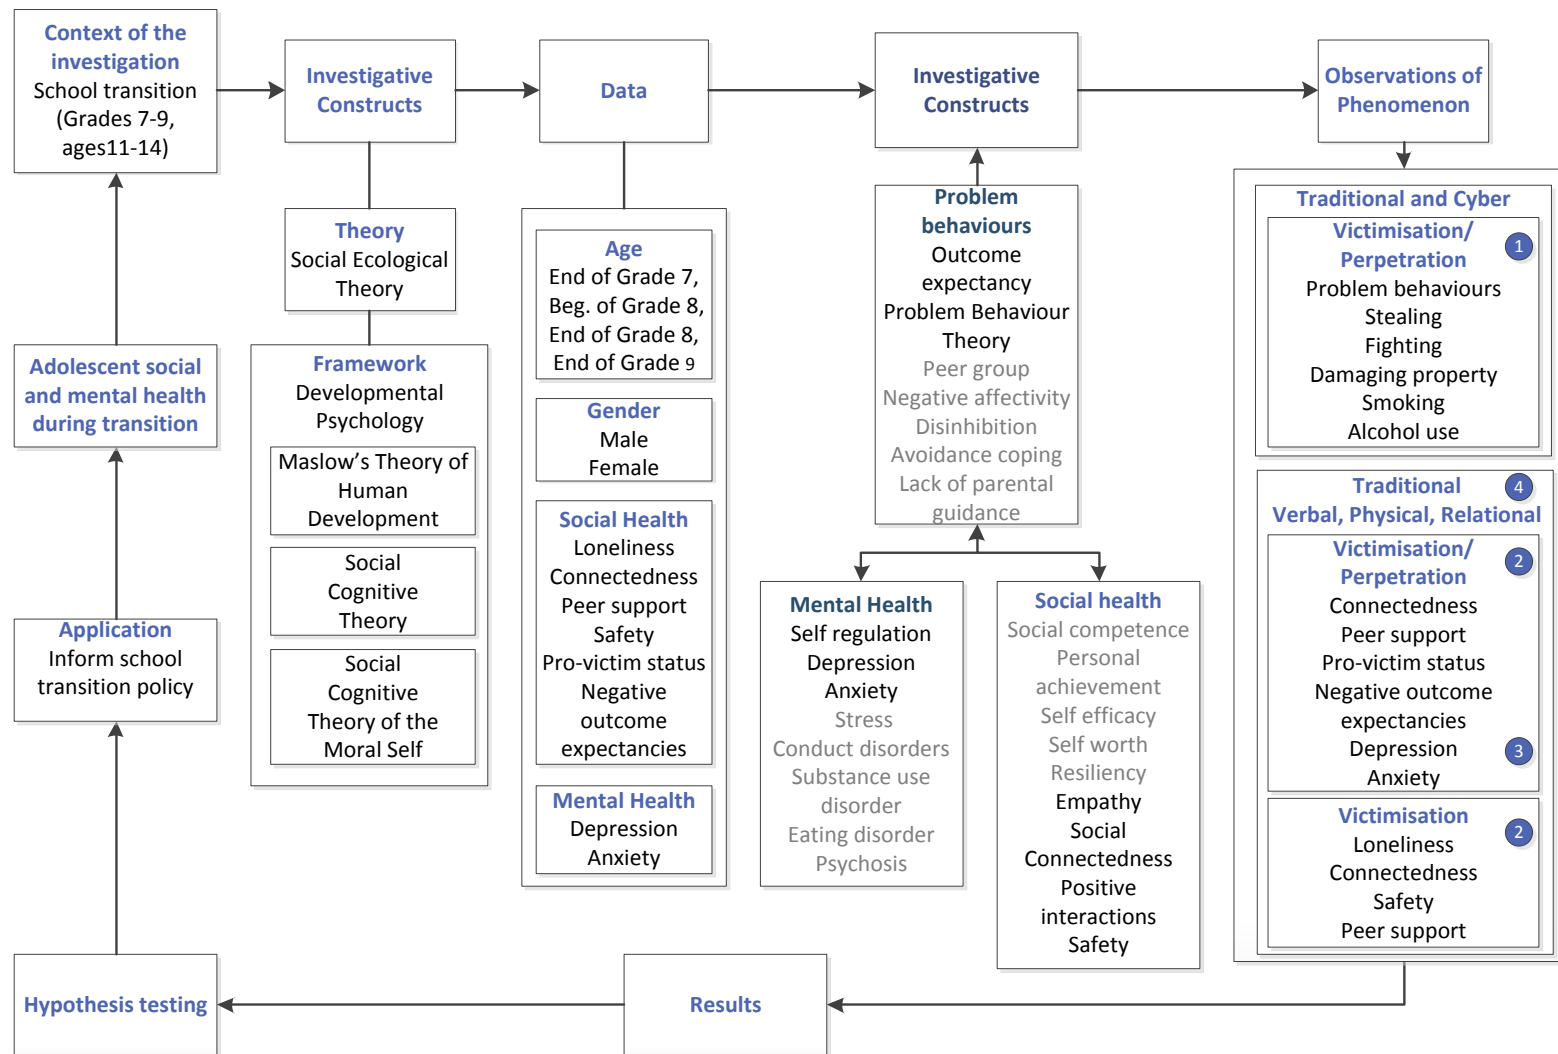 Context of the
investigation
School transition
(Grades 7-9,
ages11-14)
Investigative
Constructs
Data
Investigative
Constructs
Observations of
Phenomenon
Theory
Social Ecological
Theory
Framework
Developmental
Psychology
Maslow's Theory of
Human
Development
Social
Cognitive
Theory
Social
Cognitive
Theory of the
Moral Self
Age
End of Grade 7,
Beg. of Grade 8,
End of Grade 8,
End of Grade 9
Gender
Male
Female
Social Health
Loneliness
Connectedness
Peer support
Safety
Pro-victim status
Negative
outcome
expectancies
Mental Health
Depression
Anxiety
Problem
behaviours
Outcome
expectancy
Problem Behaviour
Theory
Peer group
Negative affectivity
Disinhibition
Avoidance coping
Lack of parental
guidance
Mental Health
Self regulation
Depression
Anxiety
Stress
Conduct disorders
Substance use
disorder
Eating disorder
Psychosis
Social health
Social competence
Personal
achievement
Self efficacy
Self worth
Resiliency
Empathy
Social
Connectedness
Positive
interactions
Safety
Traditional and Cyber
Victimisation/
1
Perpetration
Problem behaviours
Stealing
Fighting
Damaging property
Smoking
Alcohol use
Traditional
4
Verbal, Physical, Relational
Victimisation/
2
Perpetration
Connectedness
Peer support
Pro-victim status
Negative outcome
expectancies
Depression
3
Anxiety
Victimisation
2
Loneliness
Connectedness
Safety
Peer support
Results
Hypothesis testing
Application
Inform school
transition policy
Adolescent social
and mental health
during transition